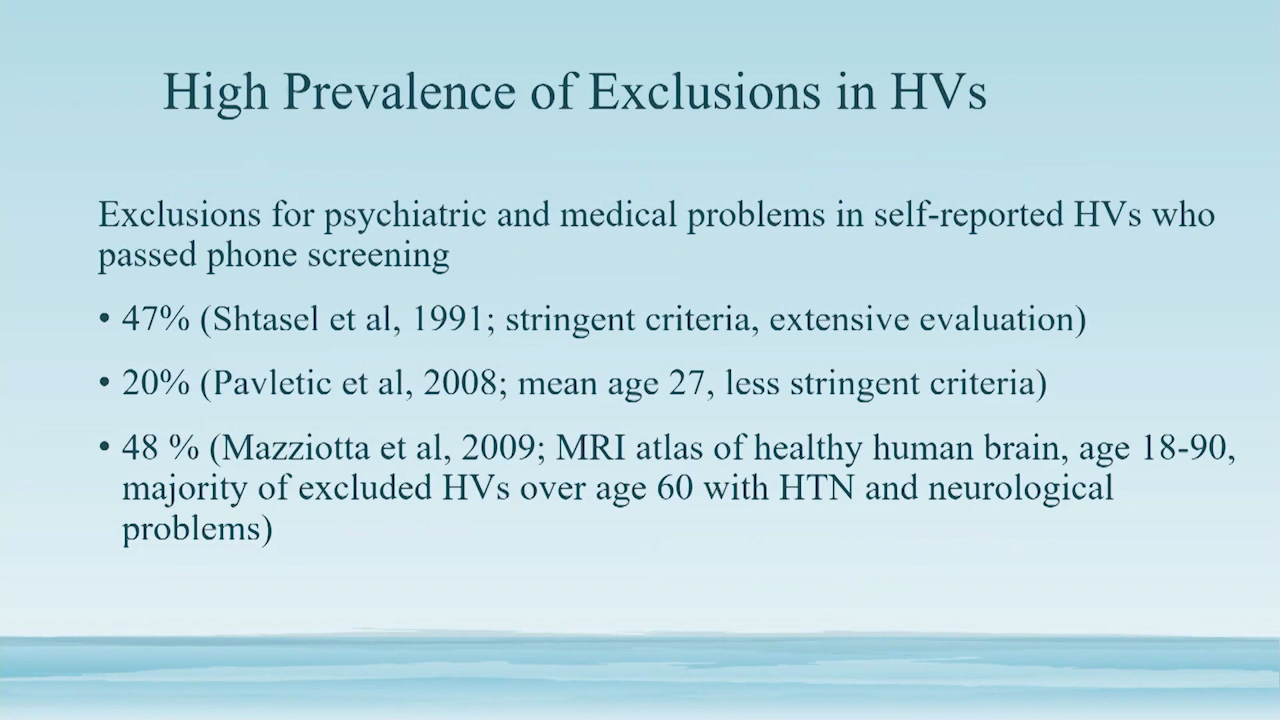 High Prevalence of Exclusions in HVs
Exclusions for psychiatric and medical problems in self-reported HVs who
passed phone screening
• 47% (Shtasel et al, 1991; stringent criteria, extensive evaluation)
• 20% (Pavletic et al, 2008; mean age 27, less stringent criteria)
• 48 % (Mazziotta et al, 2009; MRI atlas of healthy human brain, age 18-90,
majority of excluded HVs over age 60 with HTN and neurological
problems)